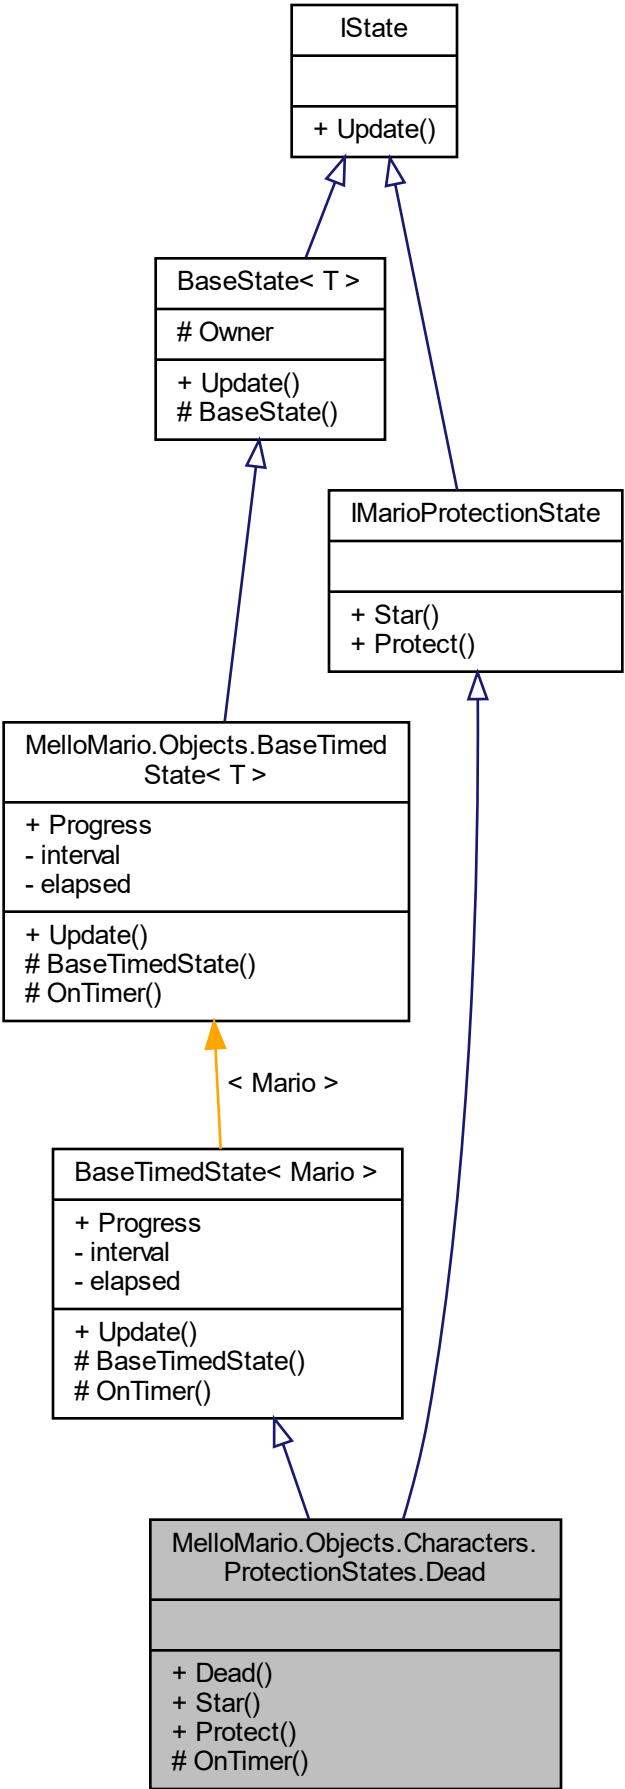 IState
+ Update()
BaseState< T >
# Owner
+ Update()
# BaseState()
IMarioProtectionState
+ Star()
+ Protect()
MelloMario.Objects.BaseTimed
State< T >
+ Progress
- interval
- elapsed
+ Update()
# BaseTimedState()
# OnTimer()
< Mario >
BaseTimedState< Mario >
+ Progress
- interval
- elapsed
+ Update()
# BaseTimedState()
# OnTimer()
MelloMario.Objects.Characters.
ProtectionStates.Dead
+ Dead()
+ Star()
+ Protect()
# OnTimer()